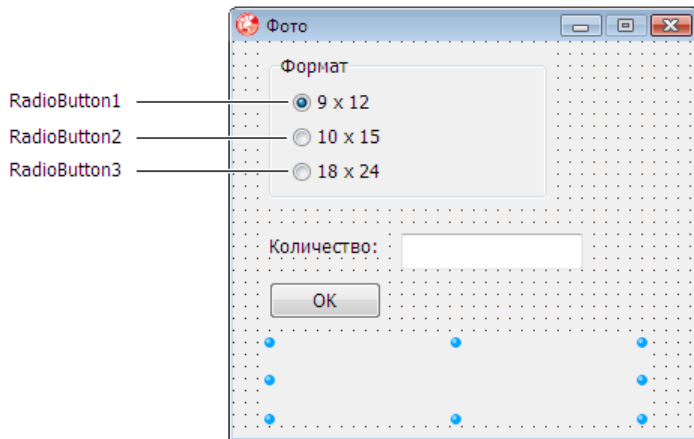 Фото
Формат
RadioButton1
9 x 12
RadioButton2
10 x 15
RadioButton3
18 x 24
Количество:
OK